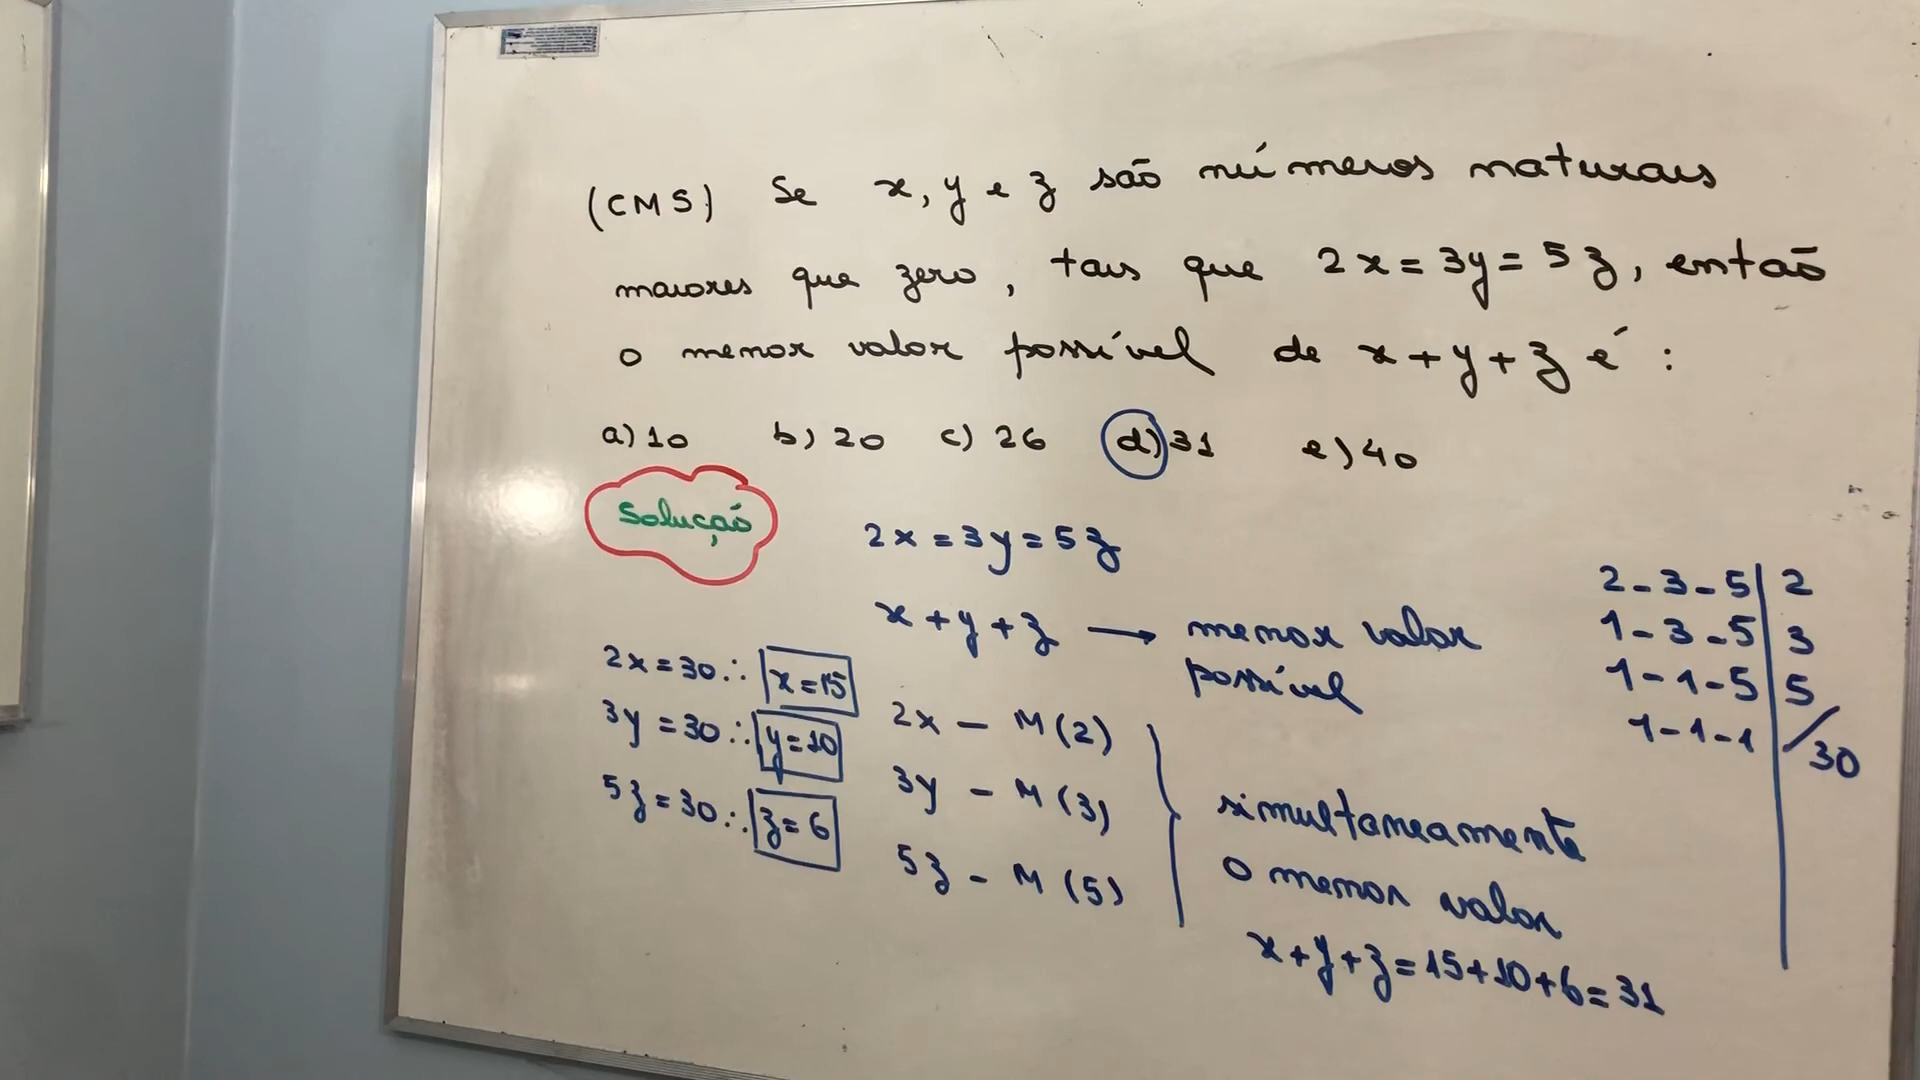 (CMS) Se x, y e z são números naturais
maiores que zero, tais que 2x = 3y = 5z, então
o menor valor possível de x + y + z é :
a) 10 b) 20 c) 26 d) 31 e) 40
Solução
2x = 3y = 5z
x + y + z → menor valor
possível
2x = 30 ∴ x = 15
3y = 30 ∴ y = 10
5z = 30 ∴ z = 6
2x - M(2)
3y - M(3)
5z - M(5)
simultaneamente
o menor valor
x + y + z = 15 + 10 + 6 = 31
2 - 3 - 5 | 2
1 - 3 - 5 | 3
1 - 1 - 5 | 5
1 - 1 - 1 | / 30